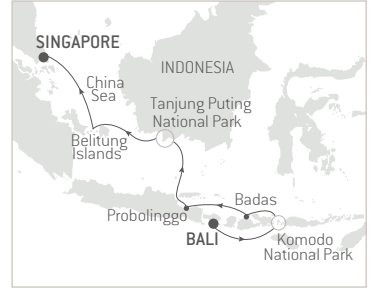 SINGAPORE
INDONESIA
China
Sea
Tanjung Puting
National Park
Belitung
Islands
Badas
Probolinggo
BALI
Komodo
National Park